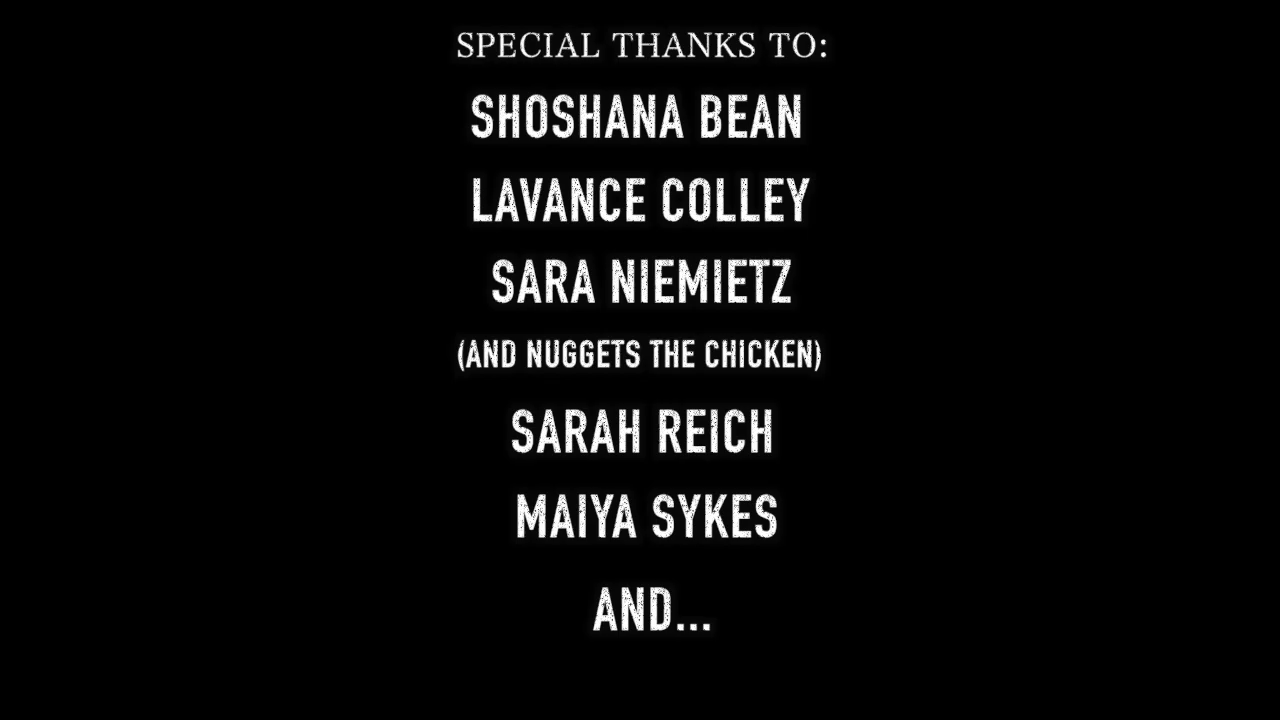 SPECIAL THANKS TO:
SHOSHANA BEAN
LAVANCE COLLEY
SARA NIEMIETZ
(AND NUGGETS THE CHICKEN)
SARAH REICH
MAIYA SYKES
AND...